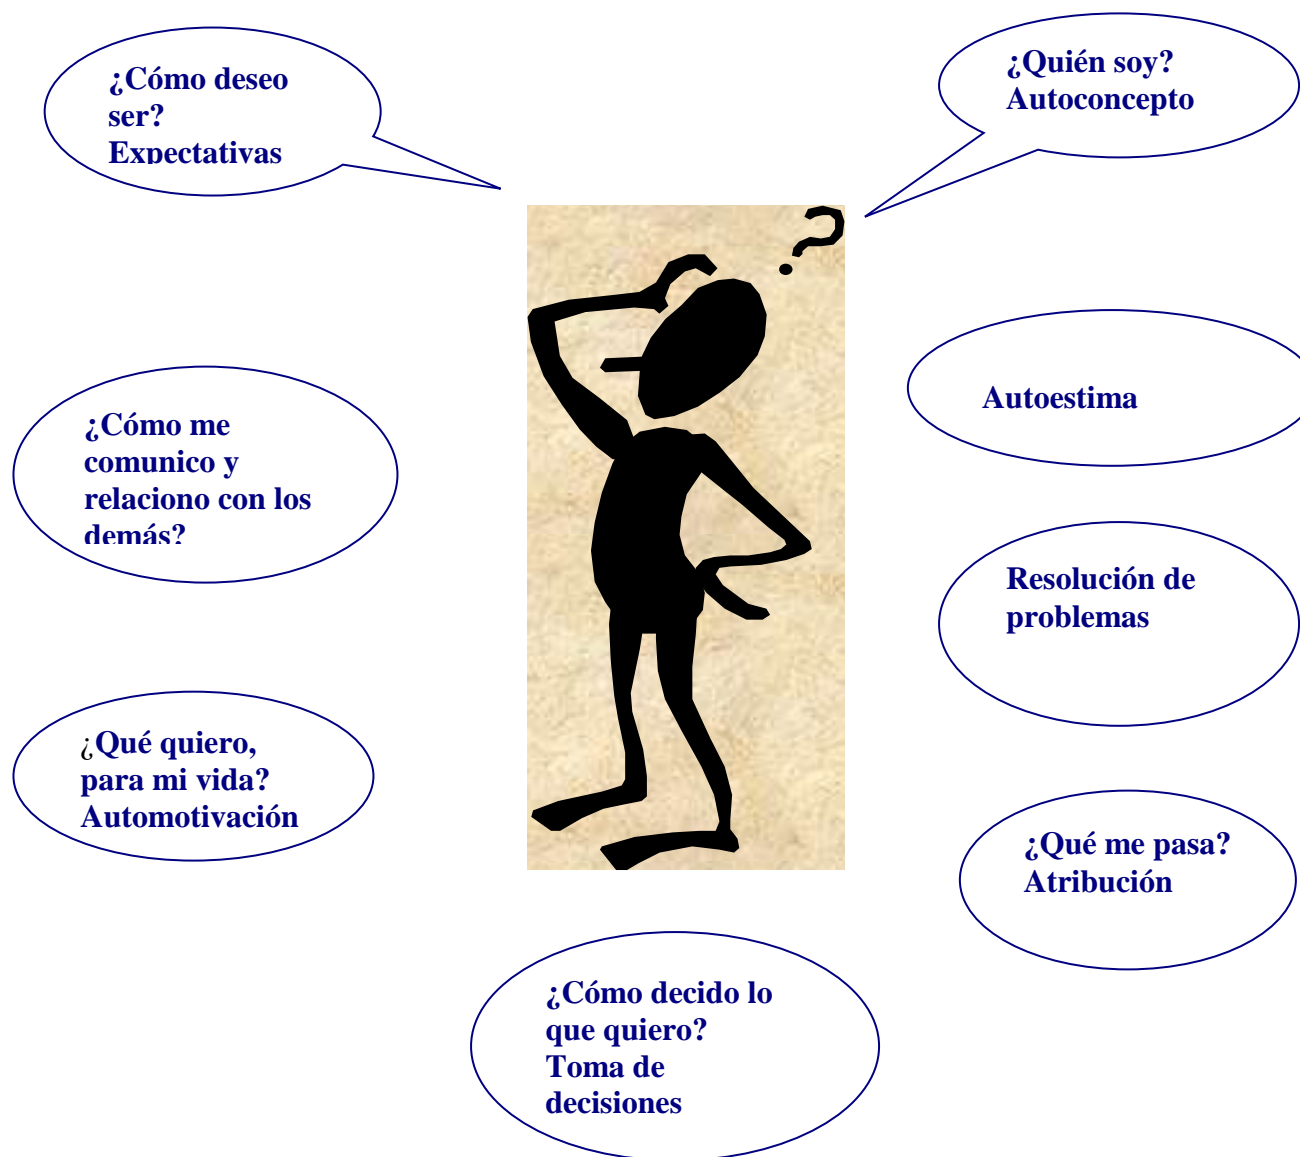 ¿Cómo deseo
ser?
Expectativas
¿Quién soy?
Autoconcepto
?
Autoestima
¿Cómo me
comunico y
relaciono con los
demás?
Resolución de
problemas
¿Qué quiero,
para mi vida?
Automotivación
¿Qué me pasa?
Atribución
¿Cómo decido lo
que quiero?
Toma de
decisiones